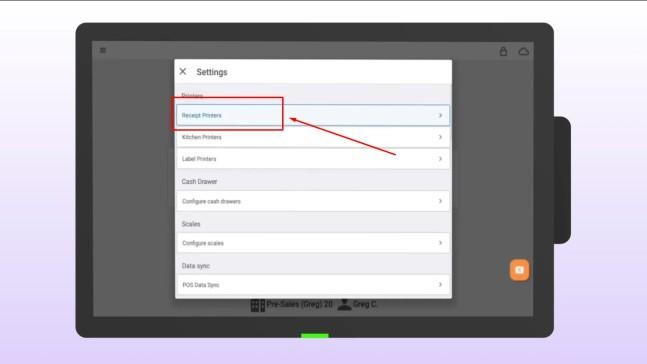 Settings
Printers
Receipt Printers
Kitchen Printers
Label Printers
Cash Drawer
Configure cash drawers
Scales
Configure scales
Data sync
POS Data Sync
Pre-Sales (Greg) 20 Greg C.